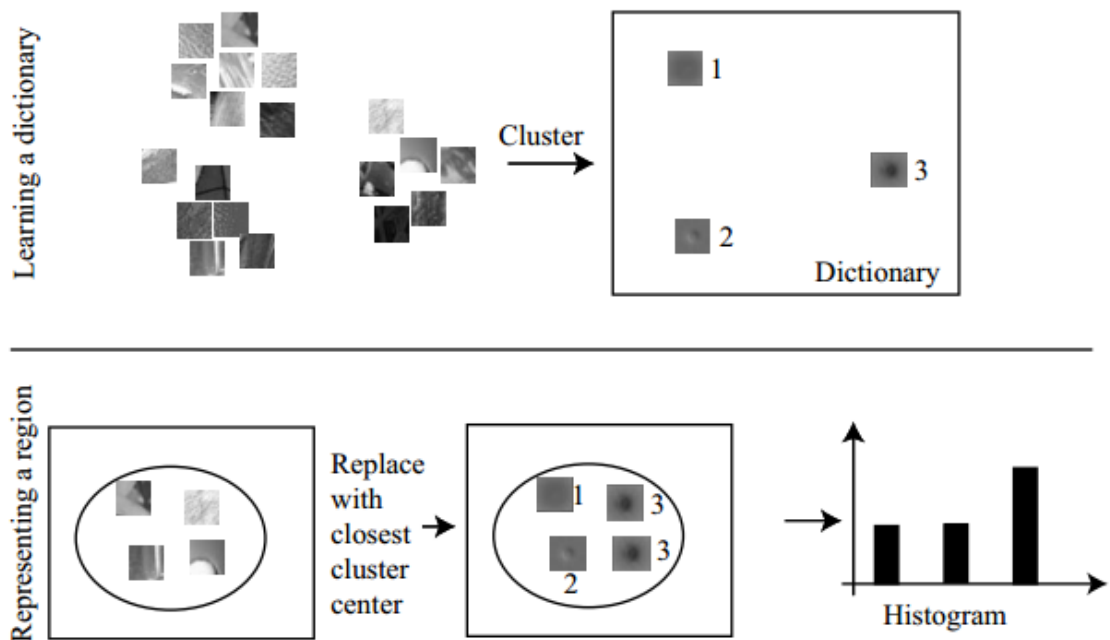 Learning a dictionary
Cluster
1
3
2
Dictionary
Representing a region
Replace
with
closest
cluster
center
1
3
3
2
Histogram